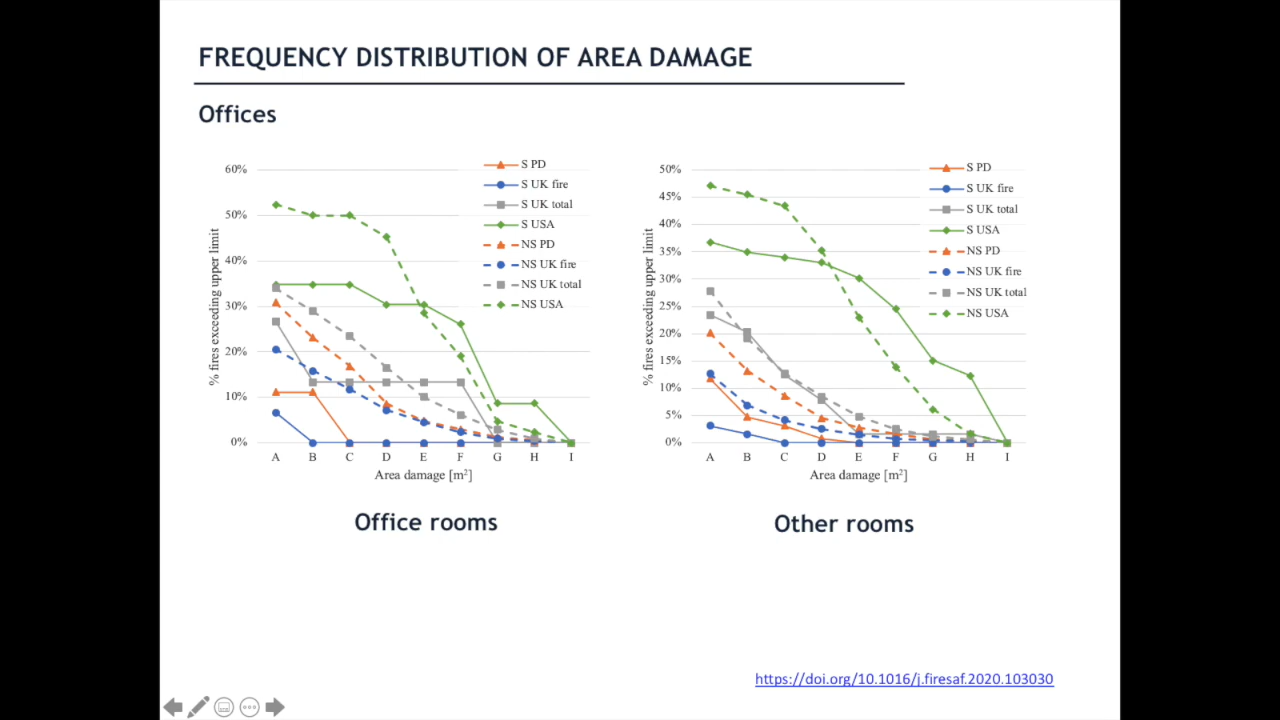 FREQUENCY DISTRIBUTION OF AREA DAMAGE
Offices
60%
50%
40%
30%
20%
10%
0%
% fires exceeding upper limit
A B C D E F G H I
Area damage [m²]
S PD
S UK fire
S UK total
S USA
NS PD
NS UK fire
NS UK total
NS USA
Office rooms
50%
45%
40%
35%
30%
25%
20%
15%
10%
5%
0%
% fires exceeding upper limit
A B C D E F G H I
Area damage [m²]
S PD
S UK fire
S UK total
S USA
NS PD
NS UK fire
NS UK total
NS USA
Other rooms
https://doi.org/10.1016/j.firesaf.2020.103030